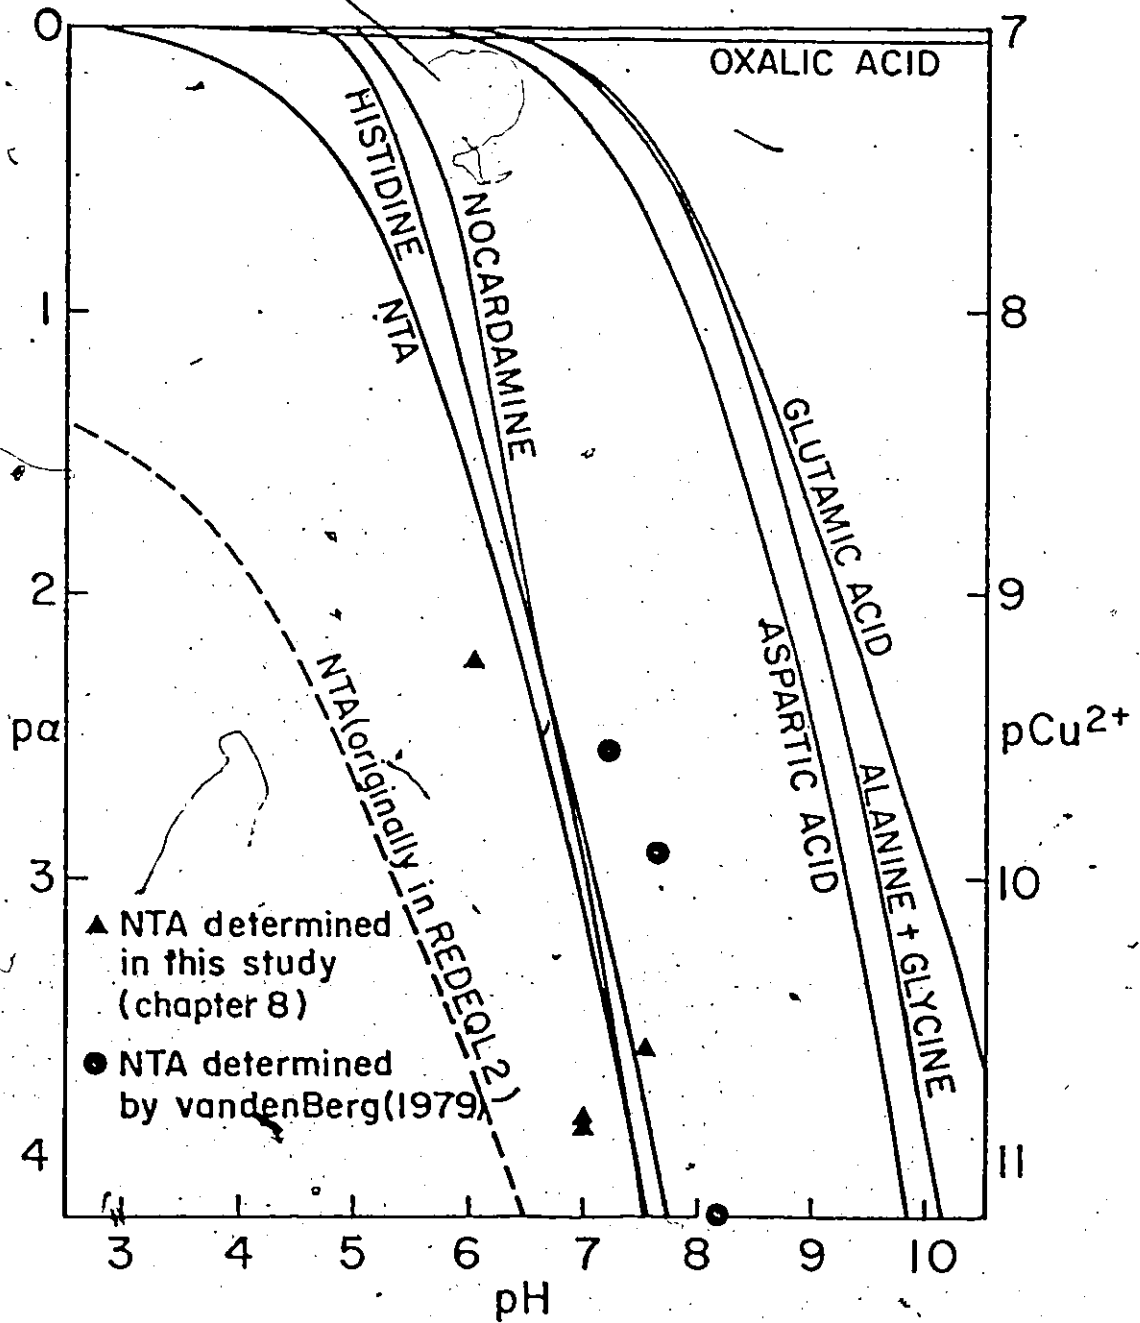 0
7
OXALIC ACID
HISTIDINE
NOCARDAMINE
NTA
1
8
GLUTAMIC ACID
2
9
ASPARTIC ACID
NTA(originally in REDEQL2)
pα
pCu2+
ALANINE + GLYCINE
3
10
▲ NTA determined
in this study
(chapter 8)
NTA determined
by vandenBerg(1979)
4
11
3 4 5 6 7 8 9 10
pH